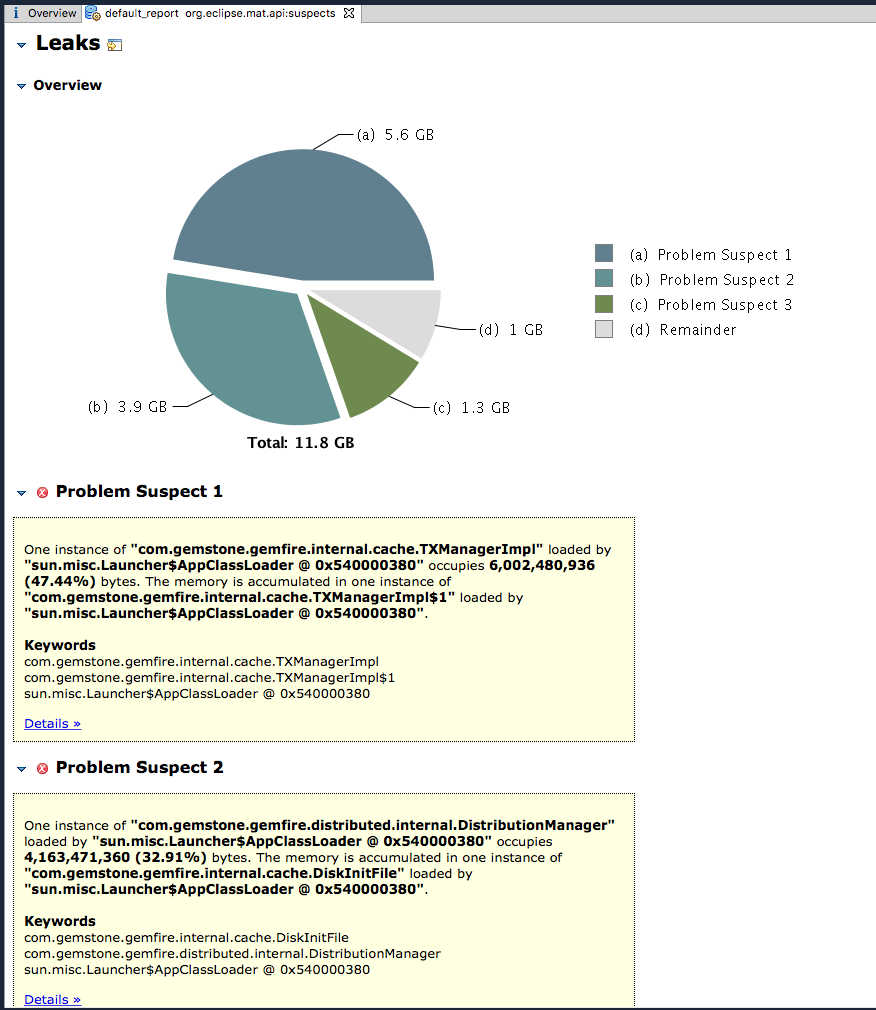 i Overview default_report org.eclipse.mat.api:suspects
Leaks
Overview
(a) 5.6 GB
(a) Problem Suspect 1
(b) Problem Suspect 2
(c) Problem Suspect 3
(d) Remainder
(d) 1 GB
(b) 3.9 GB
(c) 1.3 GB
Total: 11.8 GB
Problem Suspect 1
One instance of "com.gemstone.gemfire.internal.cache.TXManagerImpl" loaded by
"sun.misc.Launcher$AppClassLoader @ 0x540000380" occupies 6,002,480,936
(47.44%) bytes. The memory is accumulated in one instance of
"com.gemstone.gemfire.internal.cache.TXManagerImpl$1" loaded by
"sun.misc.Launcher$AppClassLoader @ 0x540000380".
Keywords
com.gemstone.gemfire.internal.cache.TXManagerImpl
com.gemstone.gemfire.internal.cache.TXManagerImpl$1
sun.misc.Launcher$AppClassLoader @ 0x540000380
Details »
Problem Suspect 2
One instance of "com.gemstone.gemfire.distributed.internal.DistributionManager"
loaded by "sun.misc.Launcher$AppClassLoader @ 0x540000380" occupies
4,163,471,360 (32.91%) bytes. The memory is accumulated in one instance of
"com.gemstone.gemfire.internal.cache.DiskInitFile" loaded by
"sun.misc.Launcher$AppClassLoader @ 0x540000380".
Keywords
com.gemstone.gemfire.internal.cache.DiskInitFile
com.gemstone.gemfire.distributed.internal.DistributionManager
sun.misc.Launcher$AppClassLoader @ 0x540000380
Details »